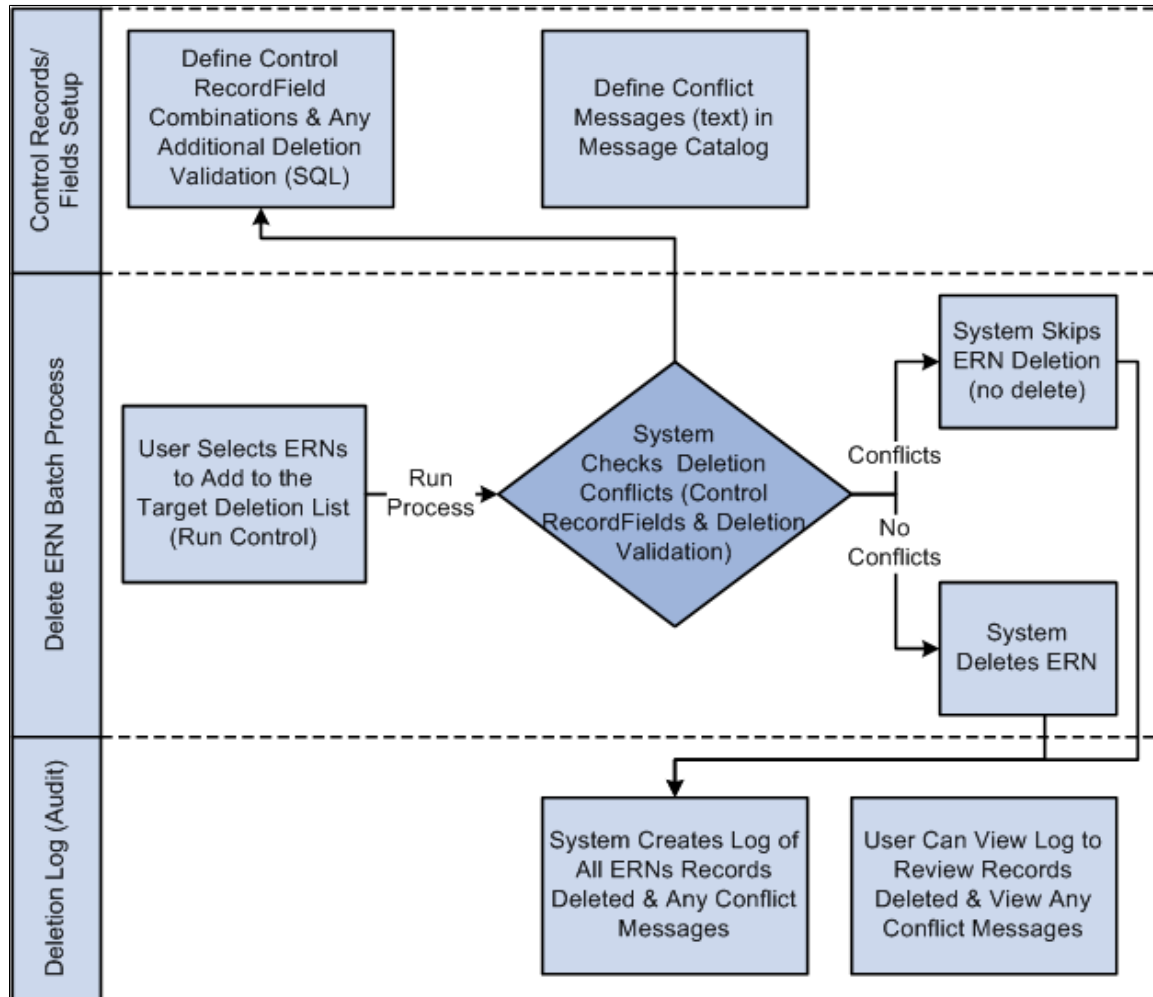 Control Records/
Fields Setup
Define Control
RecordField
Combinations & Any
Additional Deletion
Validation (SQL)
Define Conflict
Messages (text) in
Message Catalog
Delete ERN Batch Process
User Selects ERNs
to Add to the
Target Deletion List
(Run Control)
Run
Process
System
Checks Deletion
Conflicts (Control
RecordFields & Deletion
Validation)
Conflicts
No
Conflicts
System Skips
ERN Deletion
(no delete)
System
Deletes ERN
Deletion Log (Audit)
System Creates Log of
All ERNs Records
Deleted & Any Conflict
Messages
User Can View Log to
Review Records
Deleted & View Any
Conflict Messages